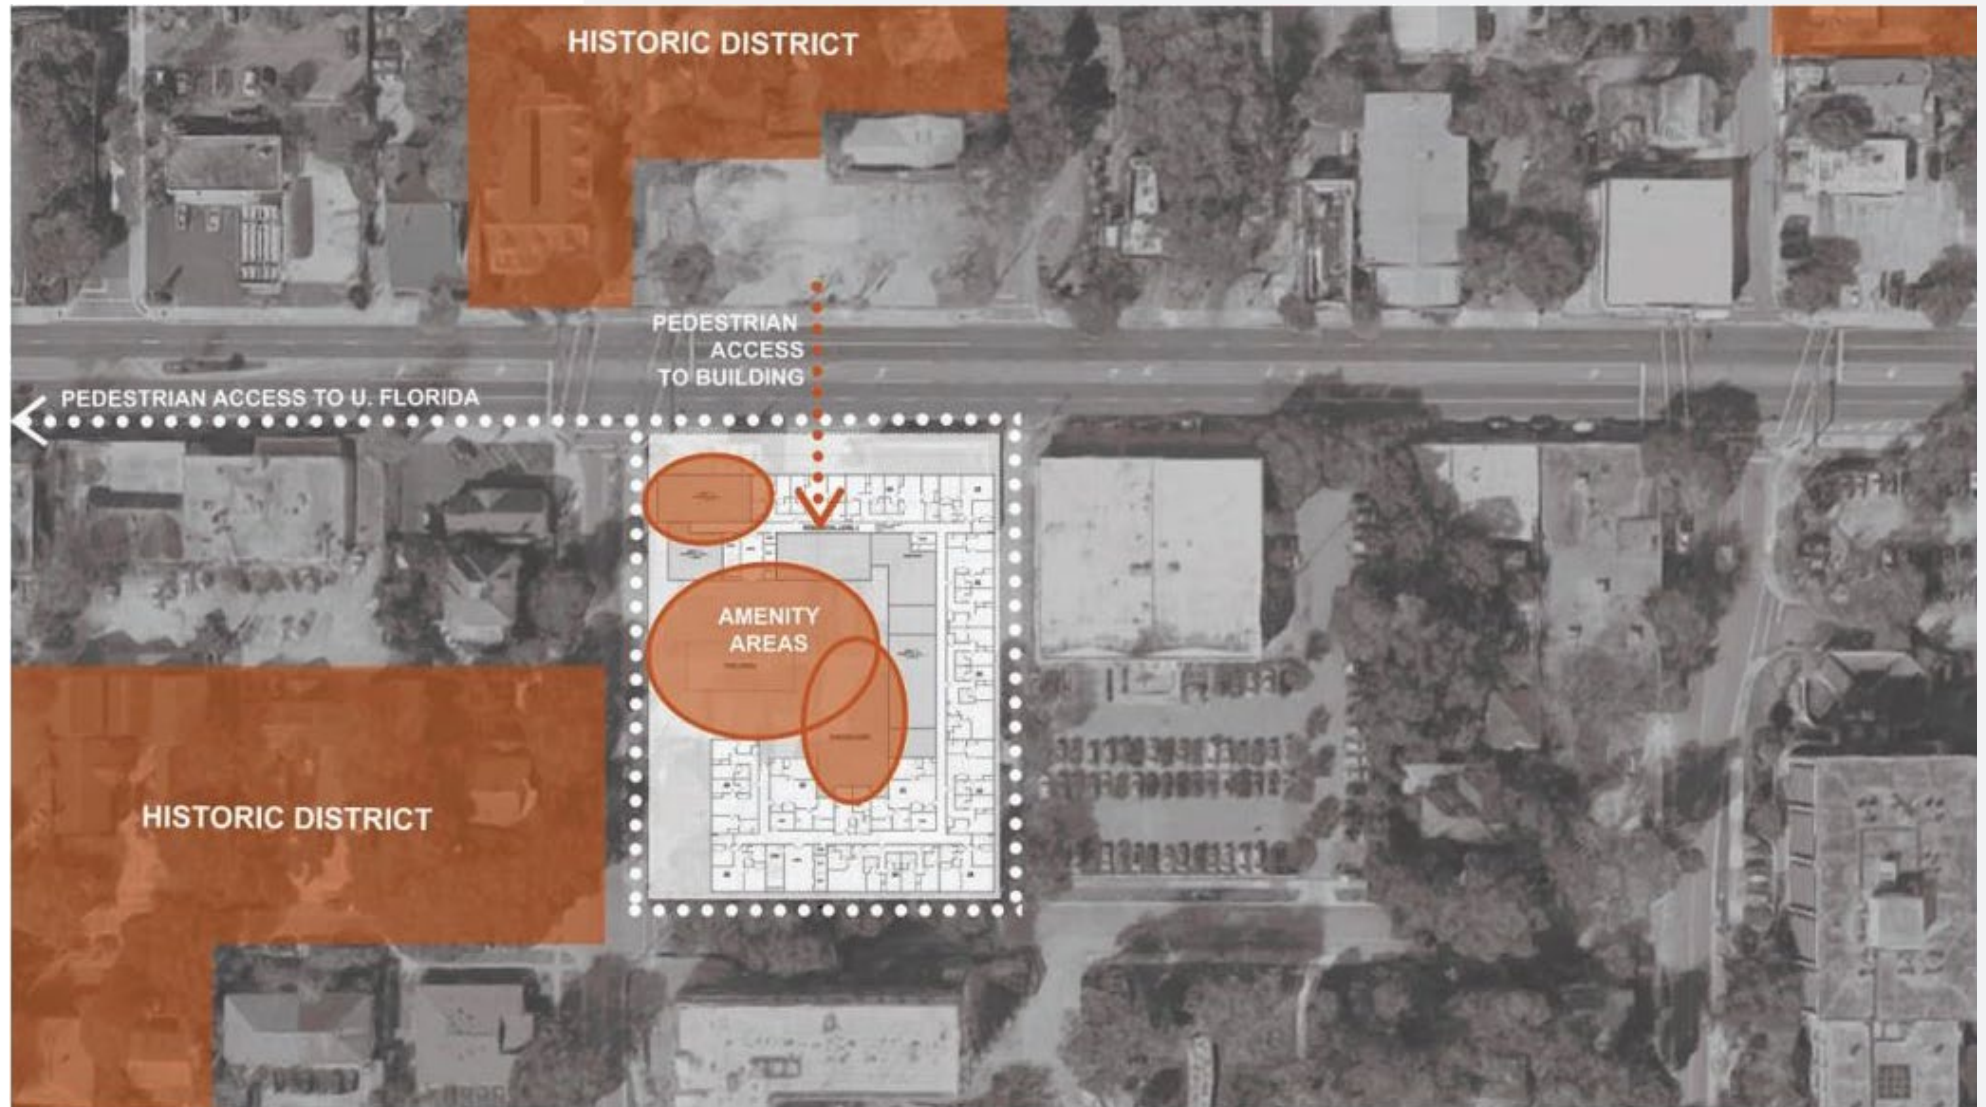 HISTORIC DISTRICT
PEDESTRIAN
ACCESS
TO BUILDING
PEDESTRIAN ACCESS TO U. FLORIDA
AMENITY
AREAS
HISTORIC DISTRICT